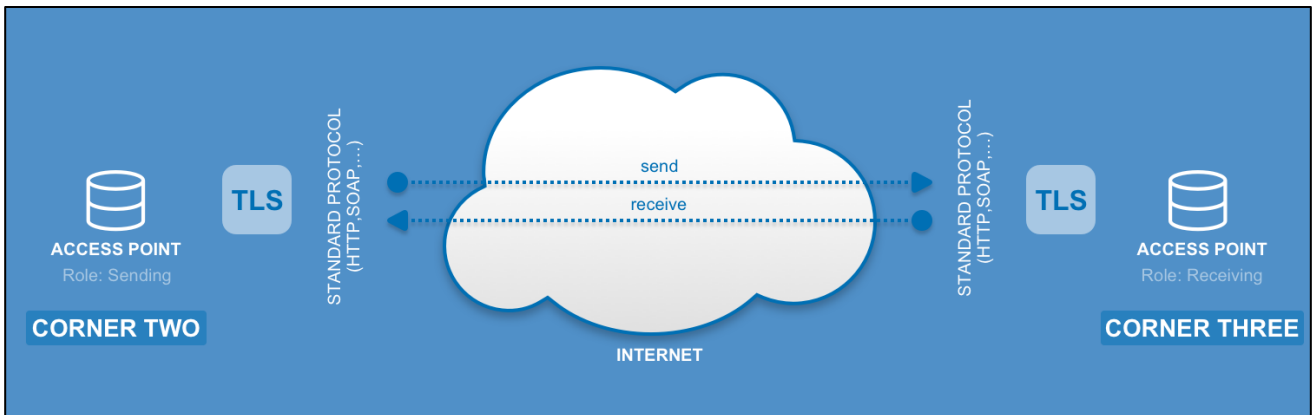 ACCESS POINT
Role: Sending
CORNER TWO
TLS
STANDARD PROTOCOL
(HTTP,SOAP,...)
send
receive
INTERNET
STANDARD PROTOCOL
(HTTP,SOAP,...)
TLS
ACCESS POINT
Role: Receiving
CORNER THREE